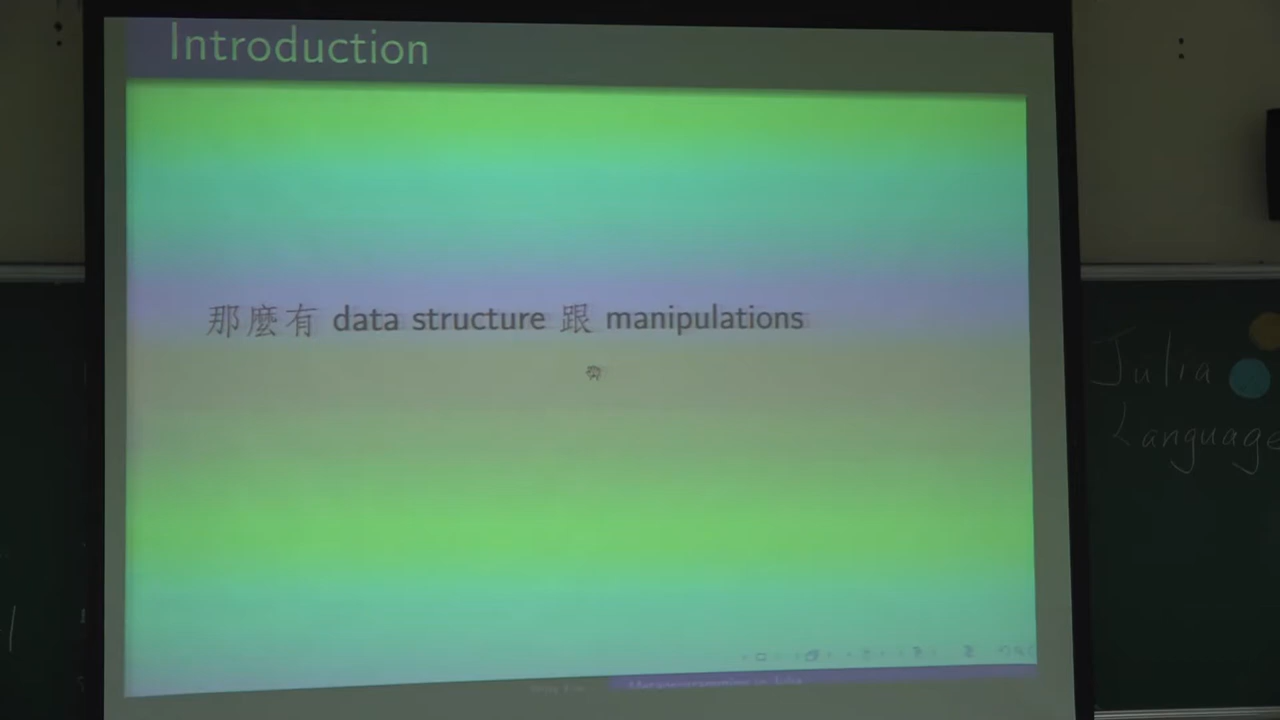 Introduction
那麼有 data structure 跟 manipulations
Julia
Language